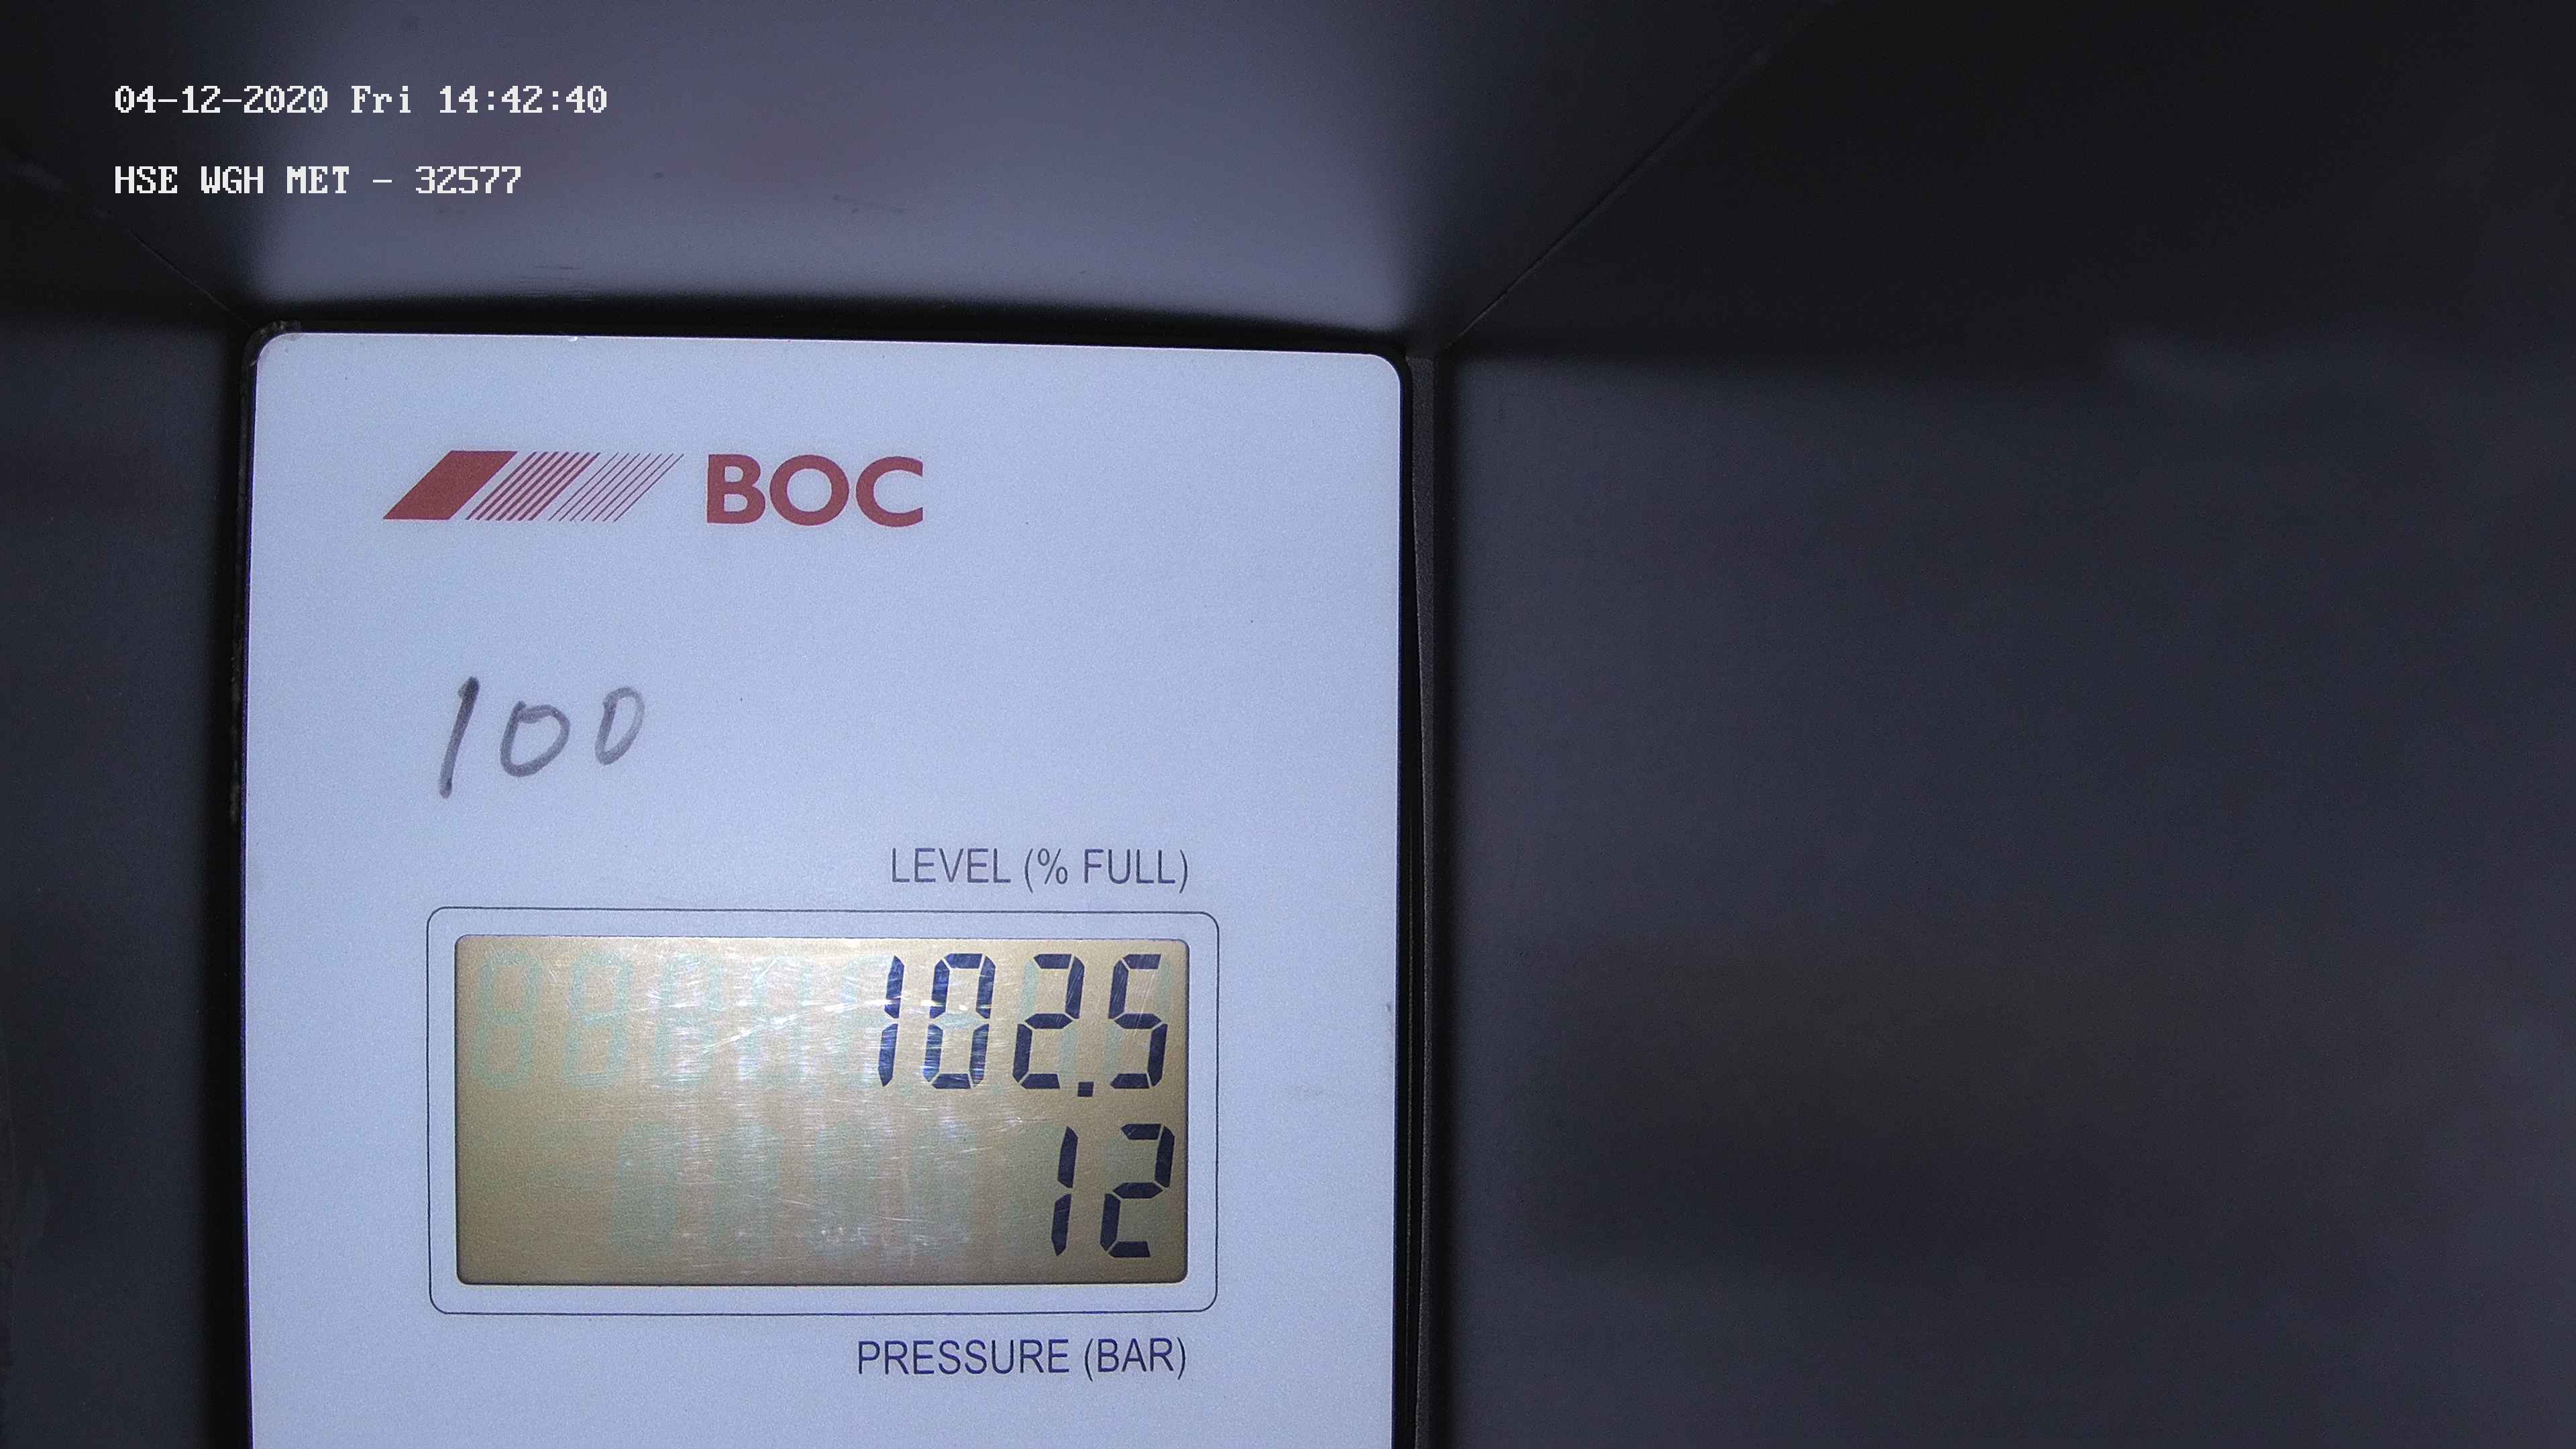 04-12-2020 Fri 14:42:40
HSE WGH MET - 32577
BOC
100
LEVEL (% FULL)
102.5
12
PRESSURE (BAR)